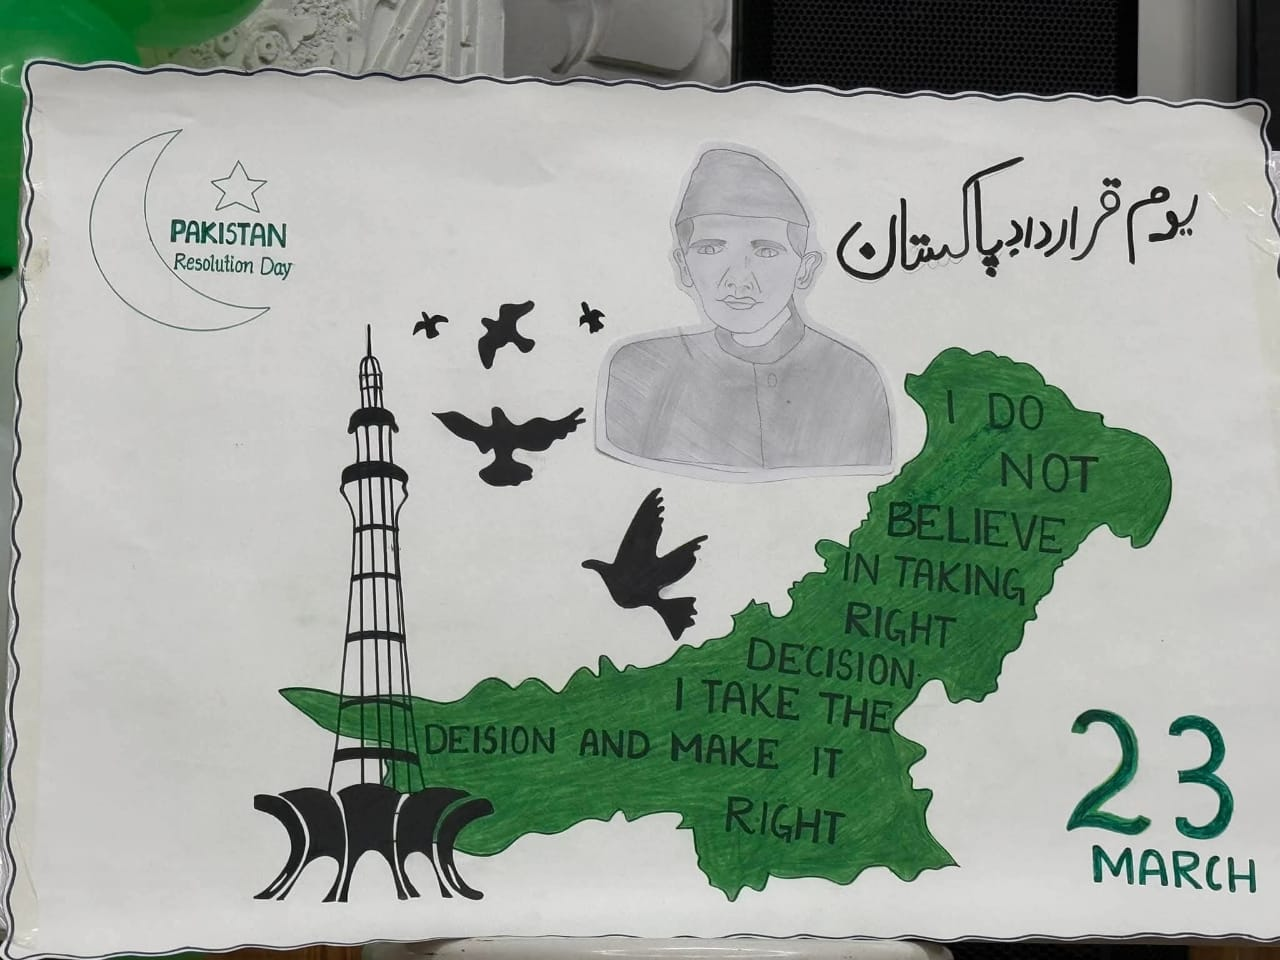 PAKISTAN
Resolution Day
یوم قراردادِ پاکستان
I DO
NOT
BELIEVE
IN TAKING
RIGHT
DECISION.
I TAKE THE
DEISION AND MAKE IT
RIGHT
23
MARCH